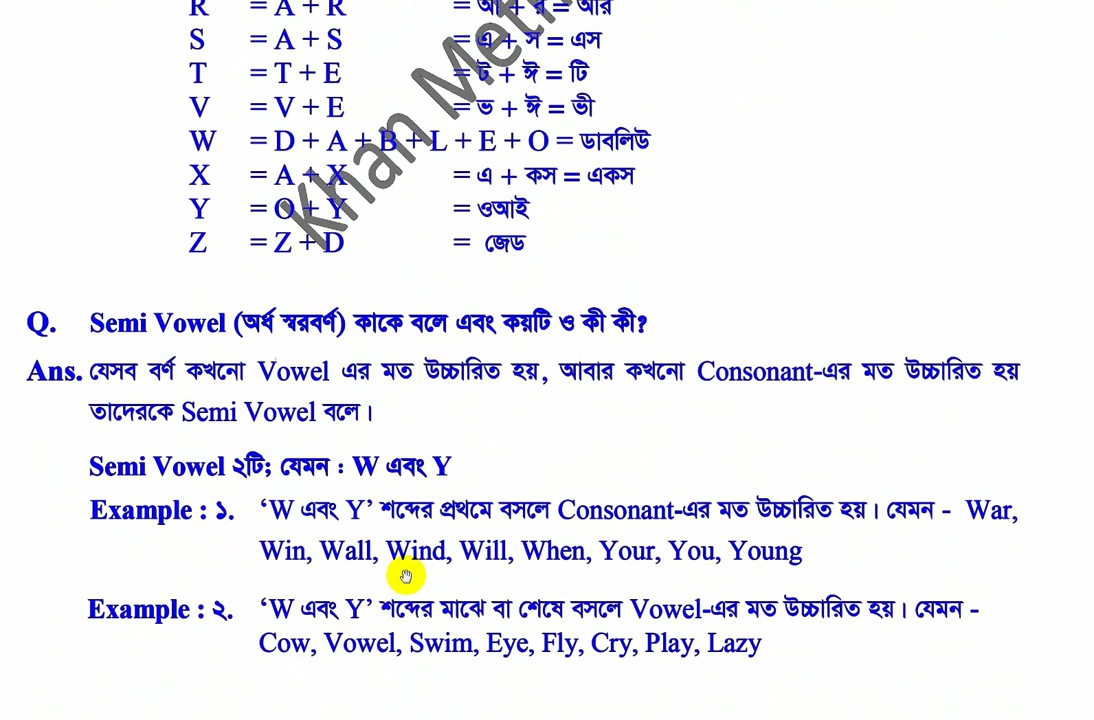 R = A + R = আ + র = আর
S = A + S = এ + স = এস
T = T + E = ট + ঈ = টি
V = V + E = ভ + ঈ = ভী
W = D + A + B + L + E + O = ডাবলিউ
X = A + X = এ + কস = একস
Y = O + Y = ওআই
Z = Z + D = জেড
Khan Meth
Q. Semi Vowel (অর্ধ স্বরবর্ণ) কাকে বলে এবং কয়টি ও কী কী?
Ans. যেসব বর্ণ কখনো Vowel এর মত উচ্চারিত হয়, আবার কখনো Consonant-এর মত উচ্চারিত হয়
তাদেরকে Semi Vowel বলে।
Semi Vowel ২টি; যেমন : W এবং Y
Example : ১. ‘W এবং Y’ শব্দের প্রথমে বসলে Consonant-এর মত উচ্চারিত হয়। যেমন - War,
Win, Wall, Wind, Will, When, Your, You, Young
Example : ২. ‘W এবং Y’ শব্দের মাঝে বা শেষে বসলে Vowel-এর মত উচ্চারিত হয়। যেমন -
Cow, Vowel, Swim, Eye, Fly, Cry, Play, Lazy